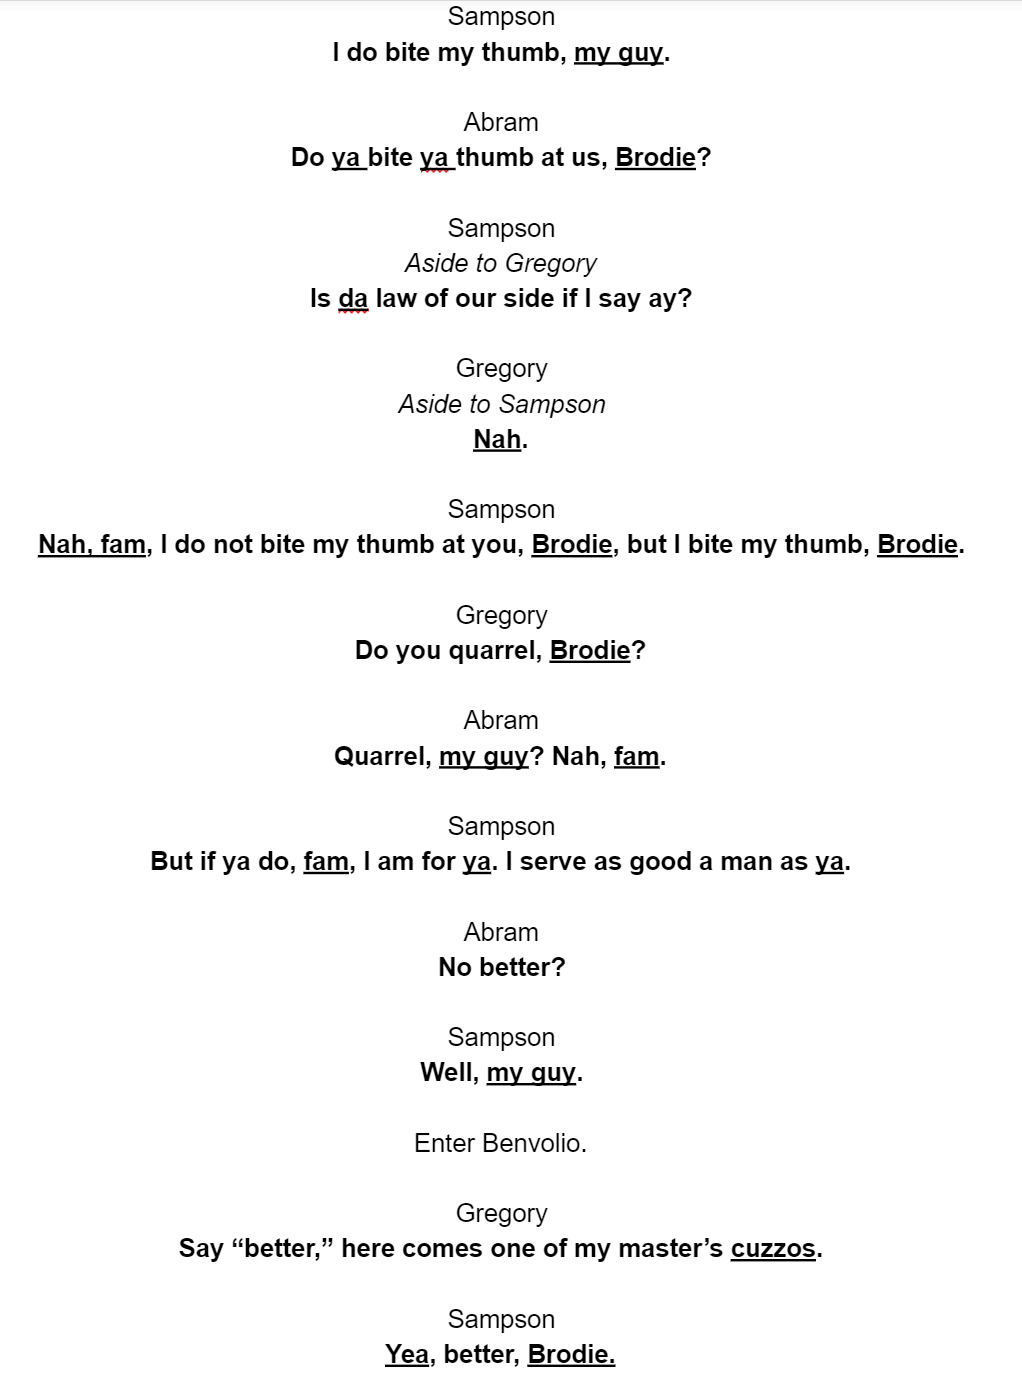 Sampson
I do bite my thumb, my guy.
Abram
Do ya bite ya thumb at us, Brodie?
Sampson
Aside to Gregory
Is da law of our side if I say ay?
Gregory
Aside to Sampson
Nah.
Sampson
Nah, fam, I do not bite my thumb at you, Brodie, but I bite my thumb, Brodie.
Gregory
Do you quarrel, Brodie?
Abram
Quarrel, my guy? Nah, fam.
Sampson
But if ya do, fam, I am for ya. I serve as good a man as ya.
Abram
No better?
Sampson
Well, my guy.
Enter Benvolio.
Gregory
Say “better,” here comes one of my master’s cuzzos.
Sampson
Yea, better, Brodie.